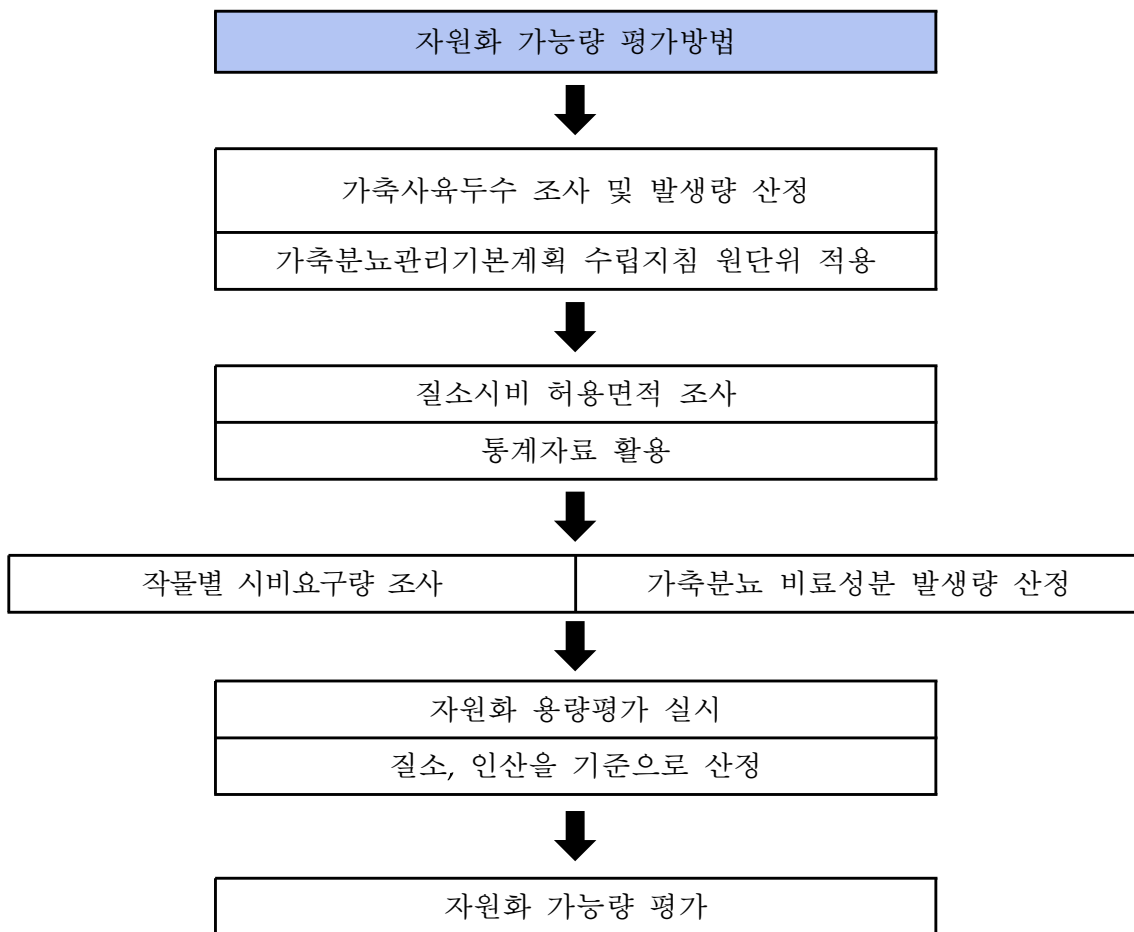 자원화 가능량 평가방법
가축사육두수 조사 및 발생량 산정
가축분뇨관리기본계획 수립지침 원단위 적용
질소시비 허용면적 조사
통계자료 활용
작물별 시비요구량 조사
가축분뇨 비료성분 발생량 산정
자원화 용량평가 실시
질소, 인산을 기준으로 산정
자원화 가능량 평가